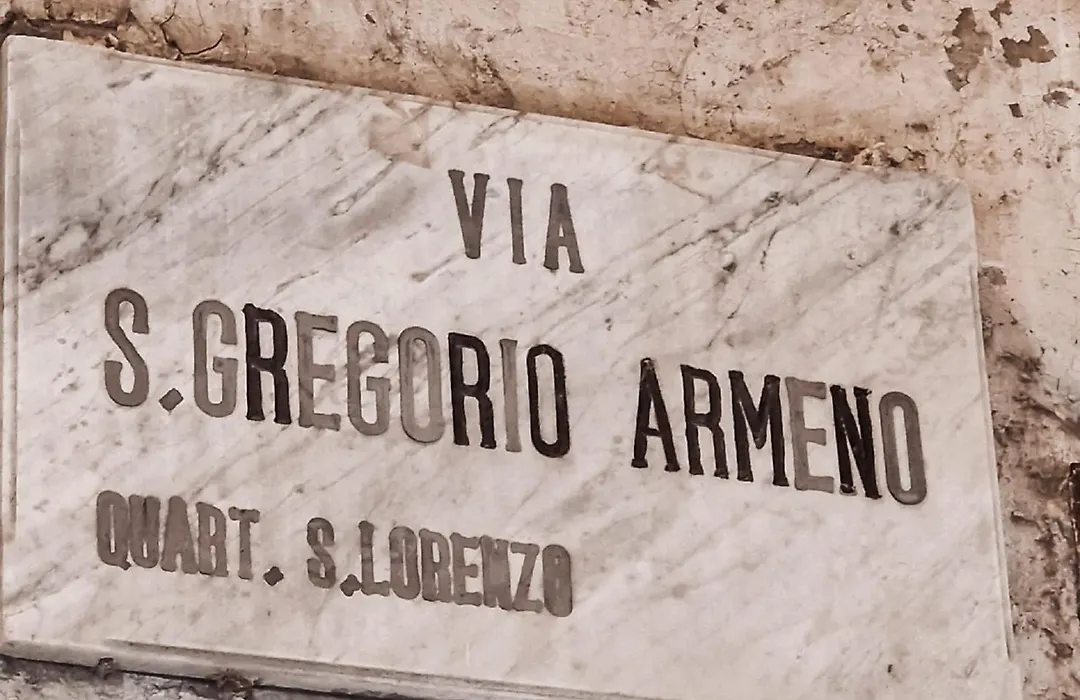 VIA
S. GREGORIO ARMENO
QUART. S. LORENZO